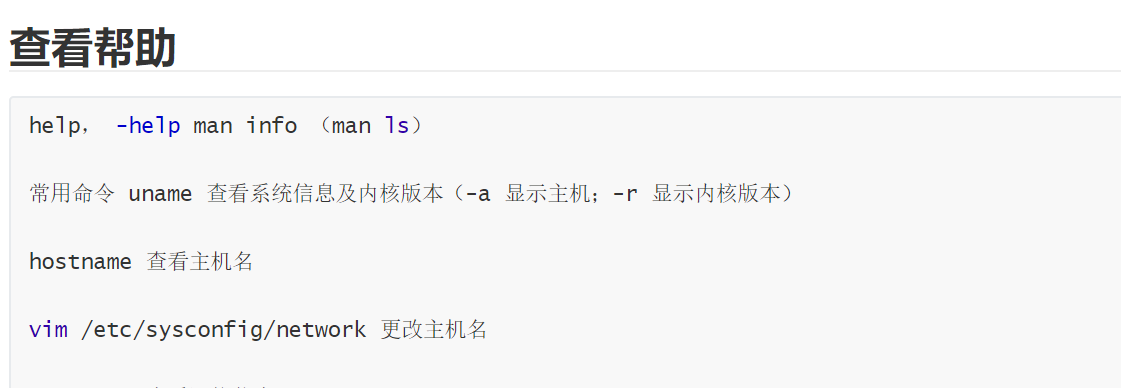 查看帮助
help， -help man info （man ls）
常用命令 uname 查看系统信息及内核版本（-a 显示主机；-r 显示内核版本）
hostname 查看主机名
vim /etc/sysconfig/network 更改主机名